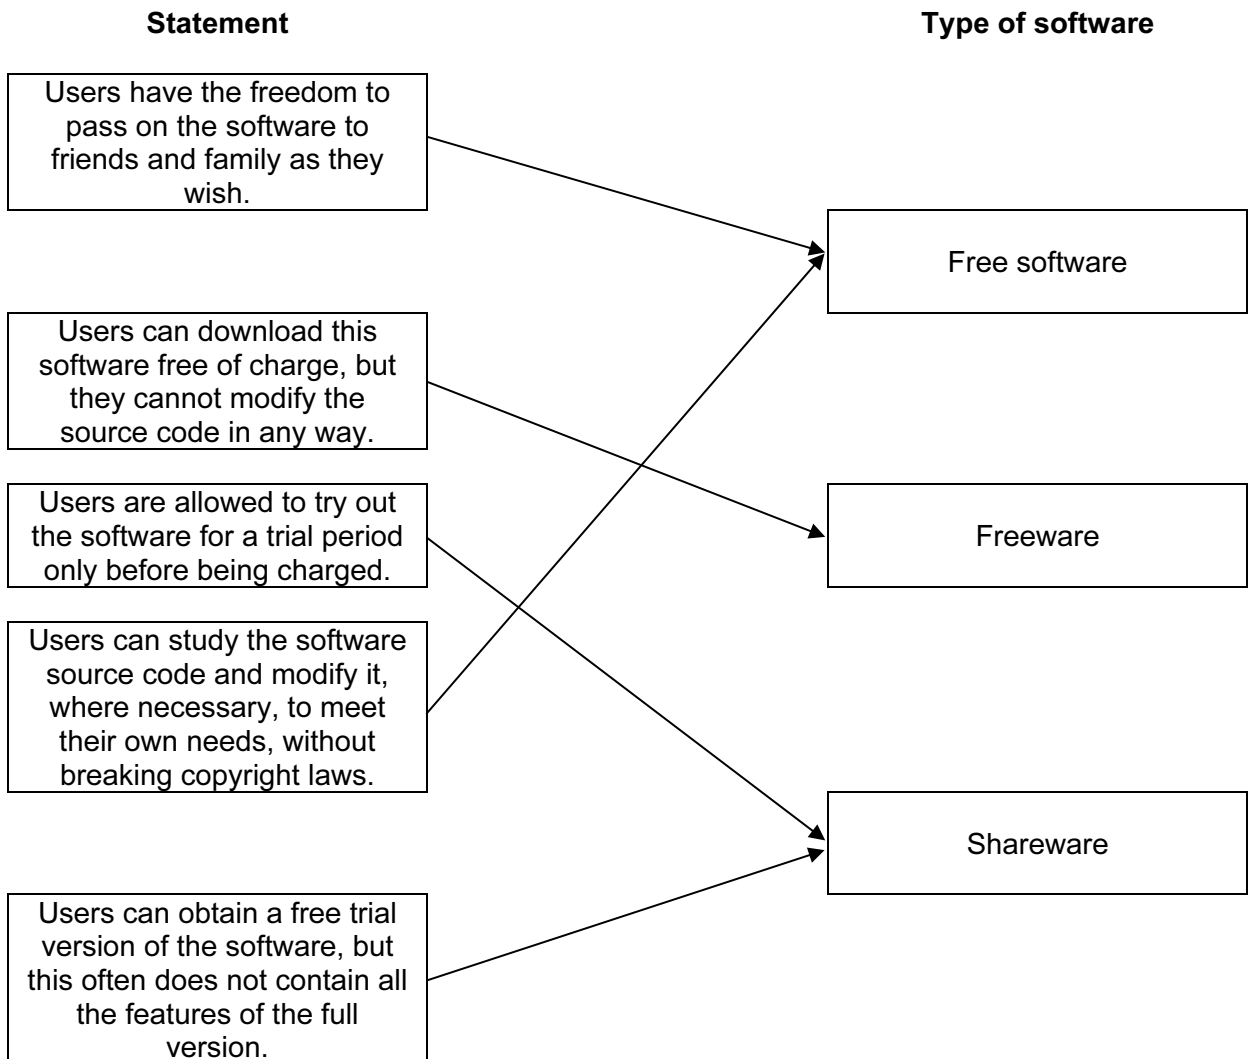 Statement
Type of software
Users have the freedom to
pass on the software to
friends and family as they
wish.
Free software
Users can download this
software free of charge, but
they cannot modify the
source code in any way.
Users are allowed to try out
the software for a trial period
only before being charged.
Freeware
Users can study the software
source code and modify it,
where necessary, to meet
their own needs, without
breaking copyright laws.
Shareware
Users can obtain a free trial
version of the software, but
this often does not contain all
the features of the full
version.